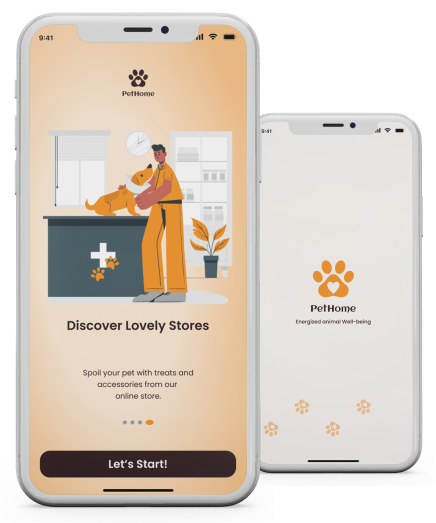 9:41
PetHome
Discover Lovely Stores
Spoil your pet with treats and
accessories from our
online store.
Let's Start!
9:41
PetHome
Energized animal Well-being